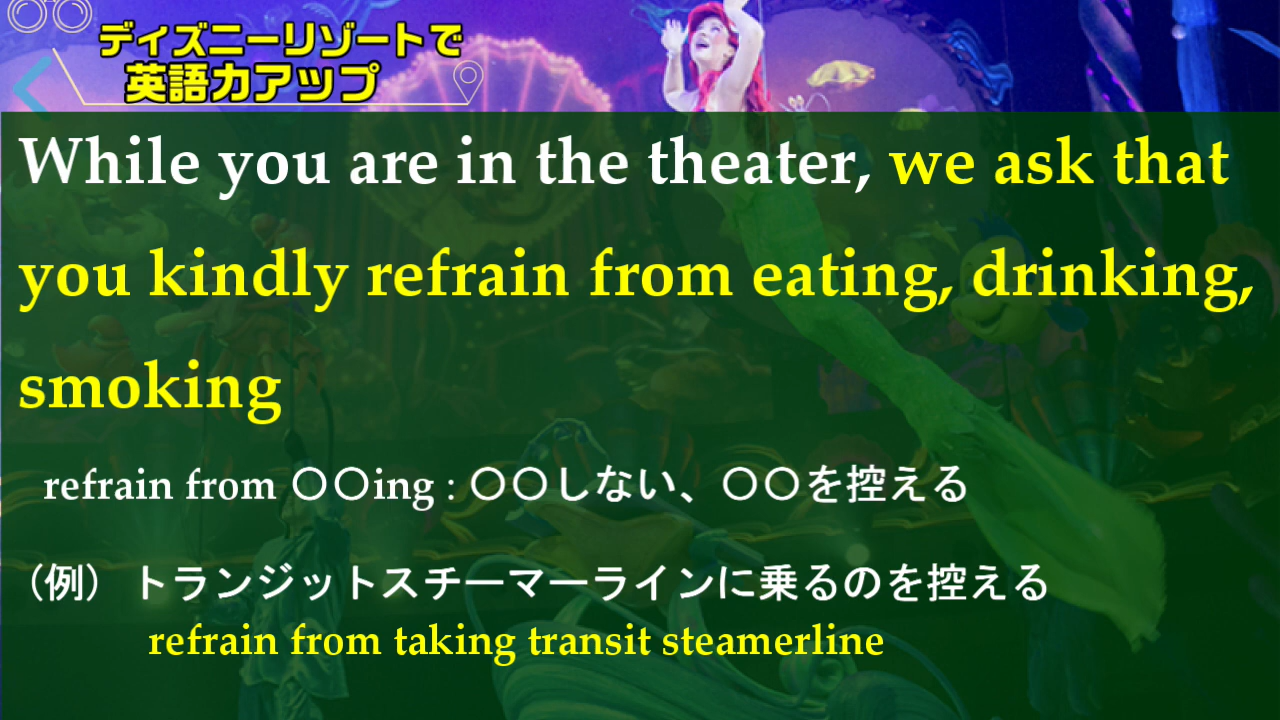 ディズニーリゾートで
英語力アップ
While you are in the theater, we ask that
you kindly refrain from eating, drinking,
smoking
refrain from 〇〇ing : 〇〇しない、〇〇を控える
（例） トランジットスチーマーラインに乗るのを控える
refrain from taking transit steamerline